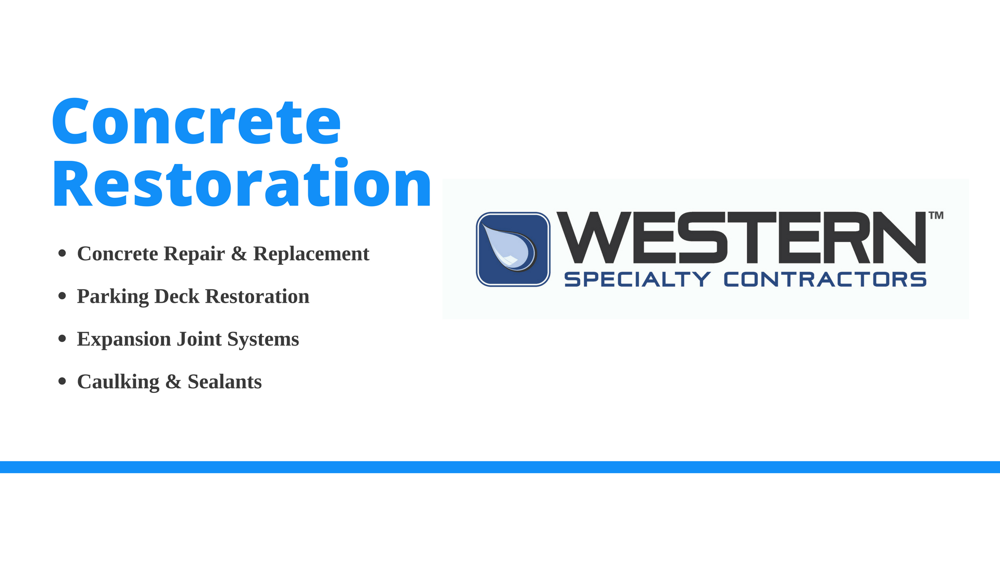 Concrete
Restoration
• Concrete Repair & Replacement
• Parking Deck Restoration
• Expansion Joint Systems
• Caulking & Sealants
WESTERN™
SPECIALTY CONTRACTORS